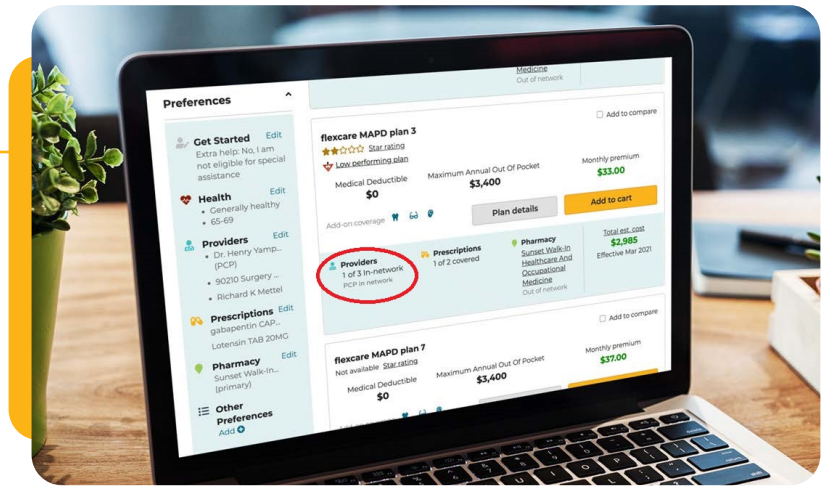 Preferences
Get Started Edit
Extra help: No, I am
not eligible for special
assistance
Health Edit
Generally healthy
65-69
Providers Edit
Dr. Henry Yamp...
(PCP)
90210 Surgery ...
Richard K Mettel
Prescriptions Edit
gabapentin CAP...
Lotensin TAB 20MG
Pharmacy Edit
Sunset Walk-In...
(primary)
Other
Preferences
Add
Medicine
Out of network
flexcare MAPD plan 3
Add to compare
Star rating
Low performing plan
Medical Deductible
$0
Maximum Annual Out Of Pocket
$3,400
Monthly premium
$33.00
Add-on coverage
Plan details
Add to cart
Providers
1 of 3 In-network
PCP in network
Prescriptions
1 of 2 covered
Pharmacy
Sunset Walk-In
Healthcare And
Occupational
Medicine
Out of network
Total est. cost
$2,985
Effective Mar 2021
flexcare MAPD plan 7
Add to compare
Not available Star rating
Medical Deductible
$0
Maximum Annual Out Of Pocket
$3,400
Monthly premium
$37.00